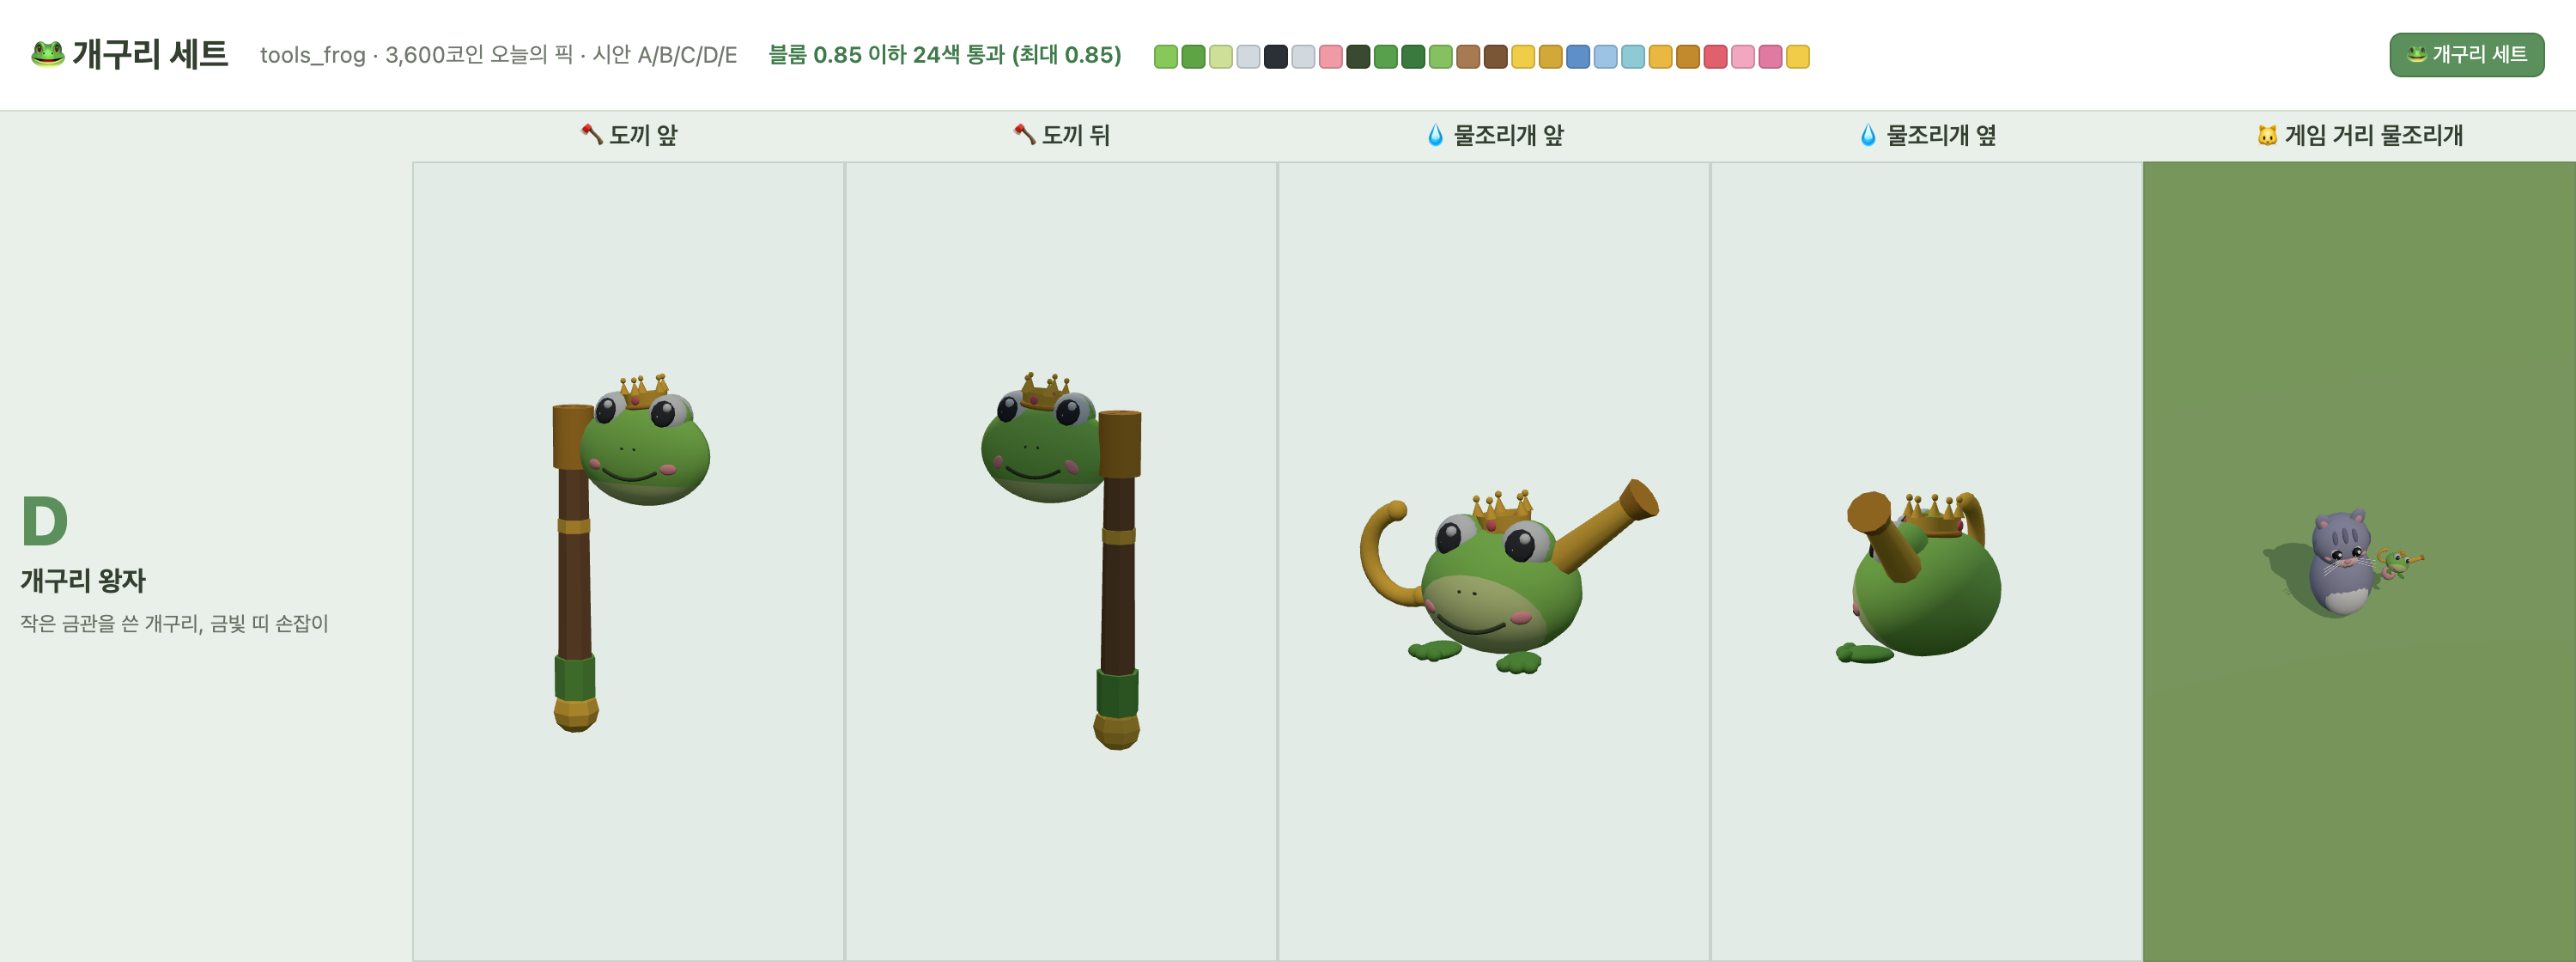 🐸 개구리 세트 tools_frog · 3,600코인 오늘의 픽 · 시안 A/B/C/D/E 블룸 0.85 이하 24색 통과 (최대 0.85) 🐸 개구리 세트
🪓 도끼 앞 🪓 도끼 뒤 💧 물조리개 앞 💧 물조리개 옆 🐱 게임 거리 물조리개
D
개구리 왕자
작은 금관을 쓴 개구리, 금빛 띠 손잡이